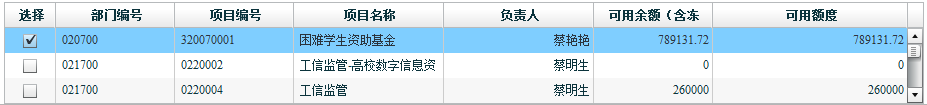 选择 部门编号 项目编号 项目名称 负责人 可用余额（含冻 可用额度
020700 320070001 困难学生资助基金 蔡艳艳 789131.72 789131.72
021700 0220002 工信监管-高校数字信息资 蔡明生 0 0
021700 0220004 工信监管 蔡明生 260000 260000